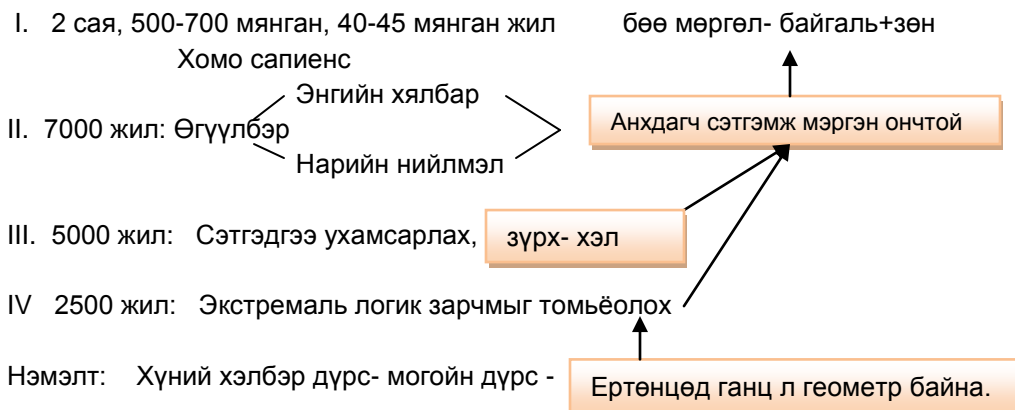 I. 2 сая, 500-700 мянган, 40-45 мянган жил бөө мөргөл- байгаль+зөн
Хомо сапиенс
Энгийн хялбар
II. 7000 жил: Өгүүлбэр
Анхдагч сэтгэмж мэргэн ончтой
Нарийн нийлмэл
III. 5000 жил: Сэтгэдгээ ухамсарлах, зүрх- хэл
IV 2500 жил: Экстремаль логик зарчмыг томьёолох
Нэмэлт: Хүний хэлбэр дүрс- могойн дүрс - Ертөнцөд ганц л геометр байна.